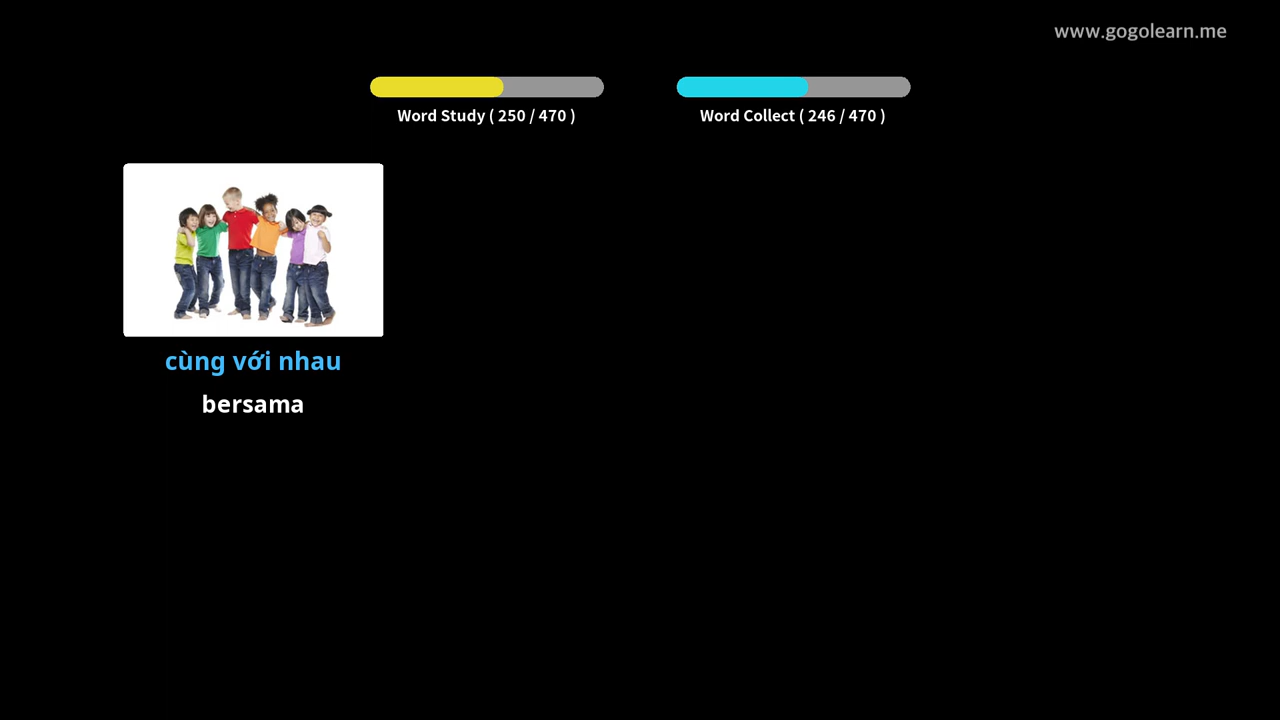 www.gogolearn.me
Word Study ( 250 / 470 )
Word Collect ( 246 / 470 )
cùng với nhau
bersama